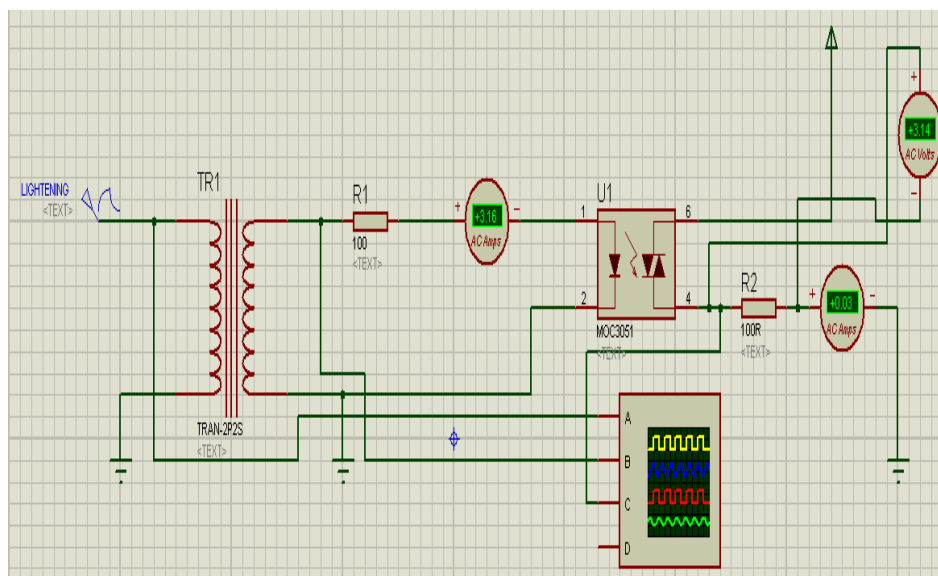 LIGHTENING
<TEXT>
TR1
TRAN-2P2S
<TEXT>
R1
100
<TEXT>
+
+3.16
-
AC Amps
U1
1
6
2
4
MOC3051
<TEXT>
R2
100R
<TEXT>
+
+0.03
-
AC Amps
+
+3.14
AC Volts
-
A
B
C
D